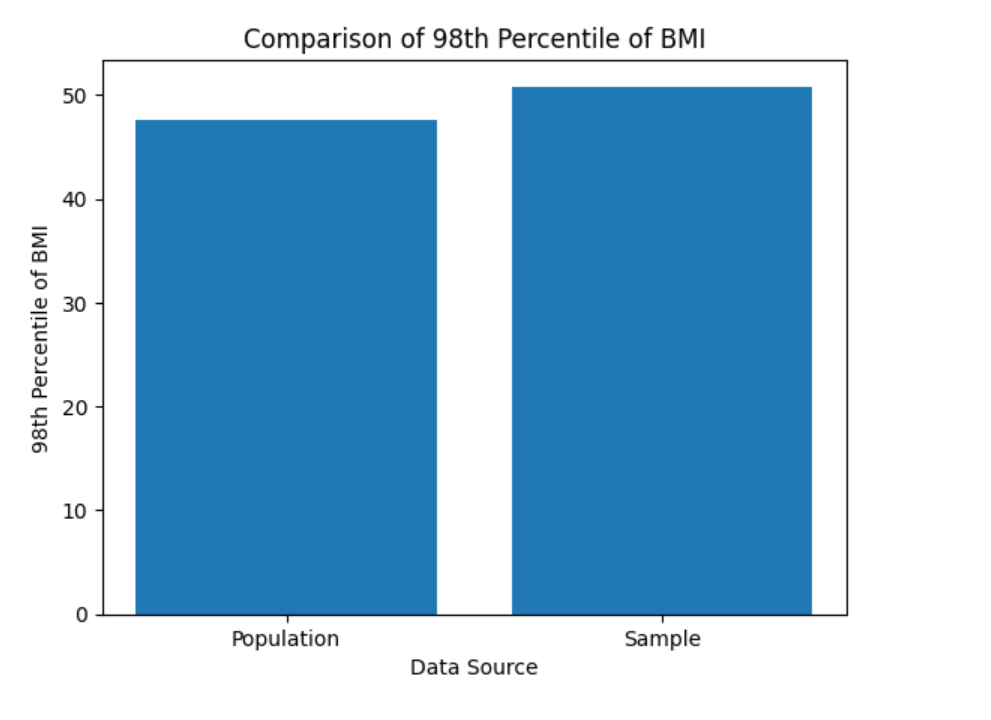 Comparison of 98th Percentile of BMI
98th Percentile of BMI
50
40
30
20
10
0
Population
Sample
Data Source